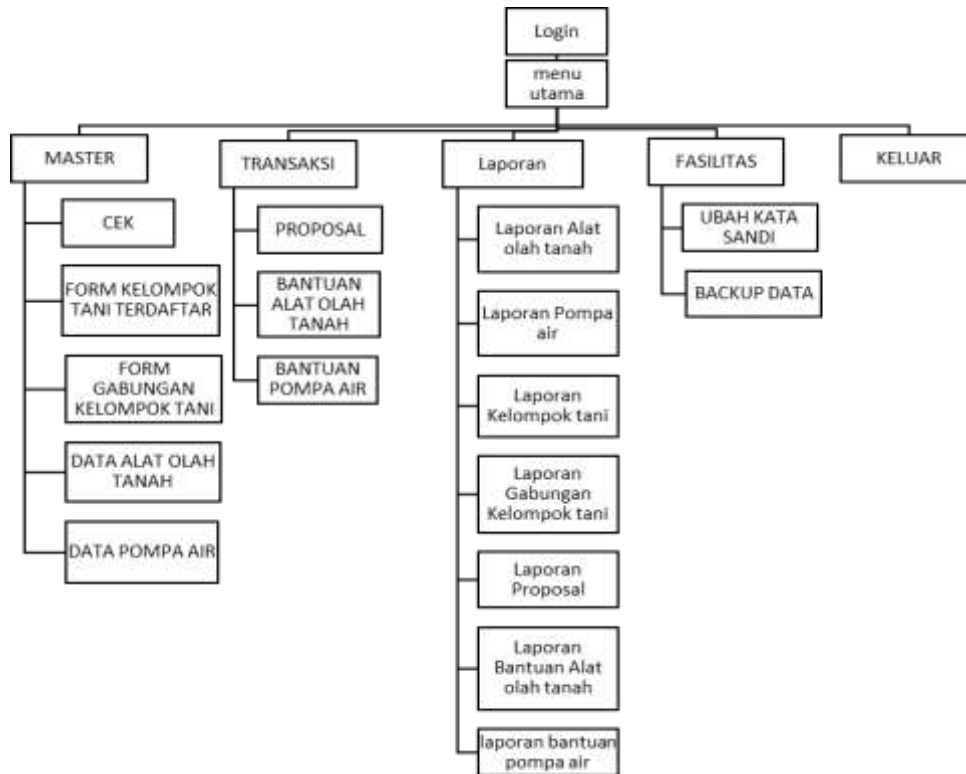 Login
menu
utama
MASTER
TRANSAKSI
Laporan
FASILITAS
KELUAR
CEK
FORM KELOMPOK
TANI TERDAFTAR
FORM
GABUNGAN
KELOMPOK TANI
DATA ALAT OLAH
TANAH
DATA POMPA AIR
PROPOSAL
BANTUAN
ALAT OLAH
TANAH
BANTUAN
POMPA AIR
Laporan Alat
olah tanah
Laporan Pompa
air
Laporan
Kelompok tani
Laporan
Gabungan
Kelompok tani
Laporan
Proposal
Laporan
Bantuan Alat
olah tanah
laporan bantuan
pompa air
UBAH KATA
SANDI
BACKUP DATA